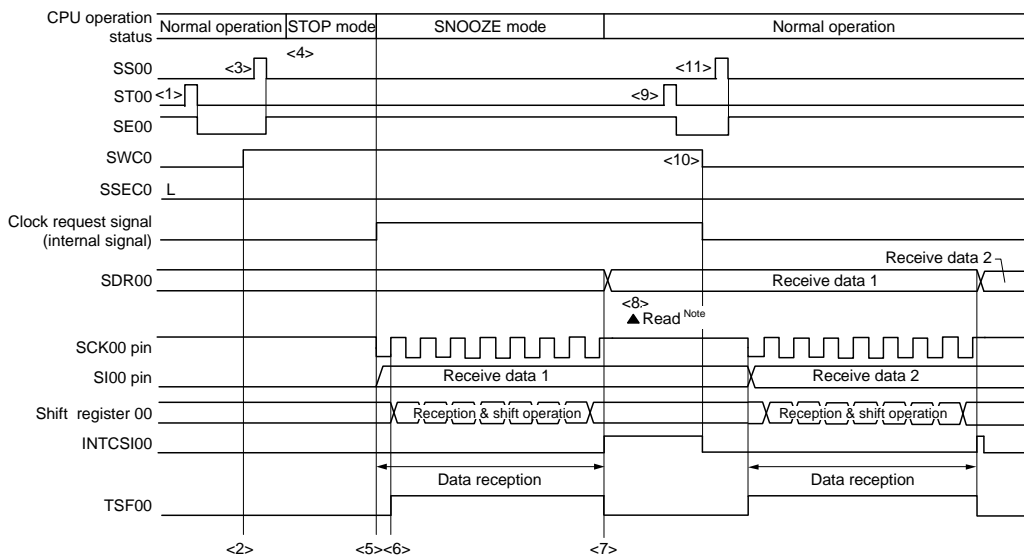 CPU operation
status
Normal operation
STOP mode
SNOOZE mode
Normal operation
<4>
SS00
<3>
<11>
ST00
<1>
<9>
SE00
SWC0
<10>
SSEC0
L
Clock request signal
(internal signal)
Receive data 2
SDR00
Receive data 1
<8>
▲Read Note
SCK00 pin
SI00 pin
Receive data 1
Receive data 2
Shift register 00
Reception & shift operation
Reception & shift operation
INTCSI00
Data reception
Data reception
TSF00
<2>
<5><6>
<7>